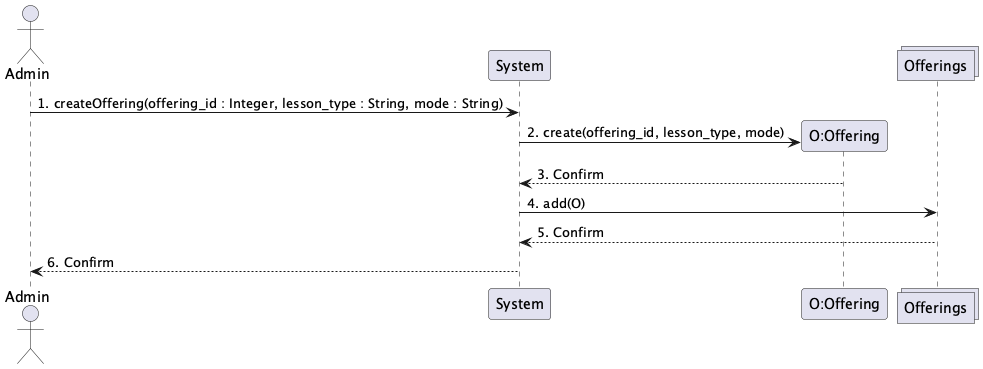 Admin
System
Offerings
1. createOffering(offering_id : Integer, lesson_type : String, mode : String)
2. create(offering_id, lesson_type, mode)
O:Offering
3. Confirm
4. add(O)
5. Confirm
6. Confirm
Admin
System
O:Offering
Offerings